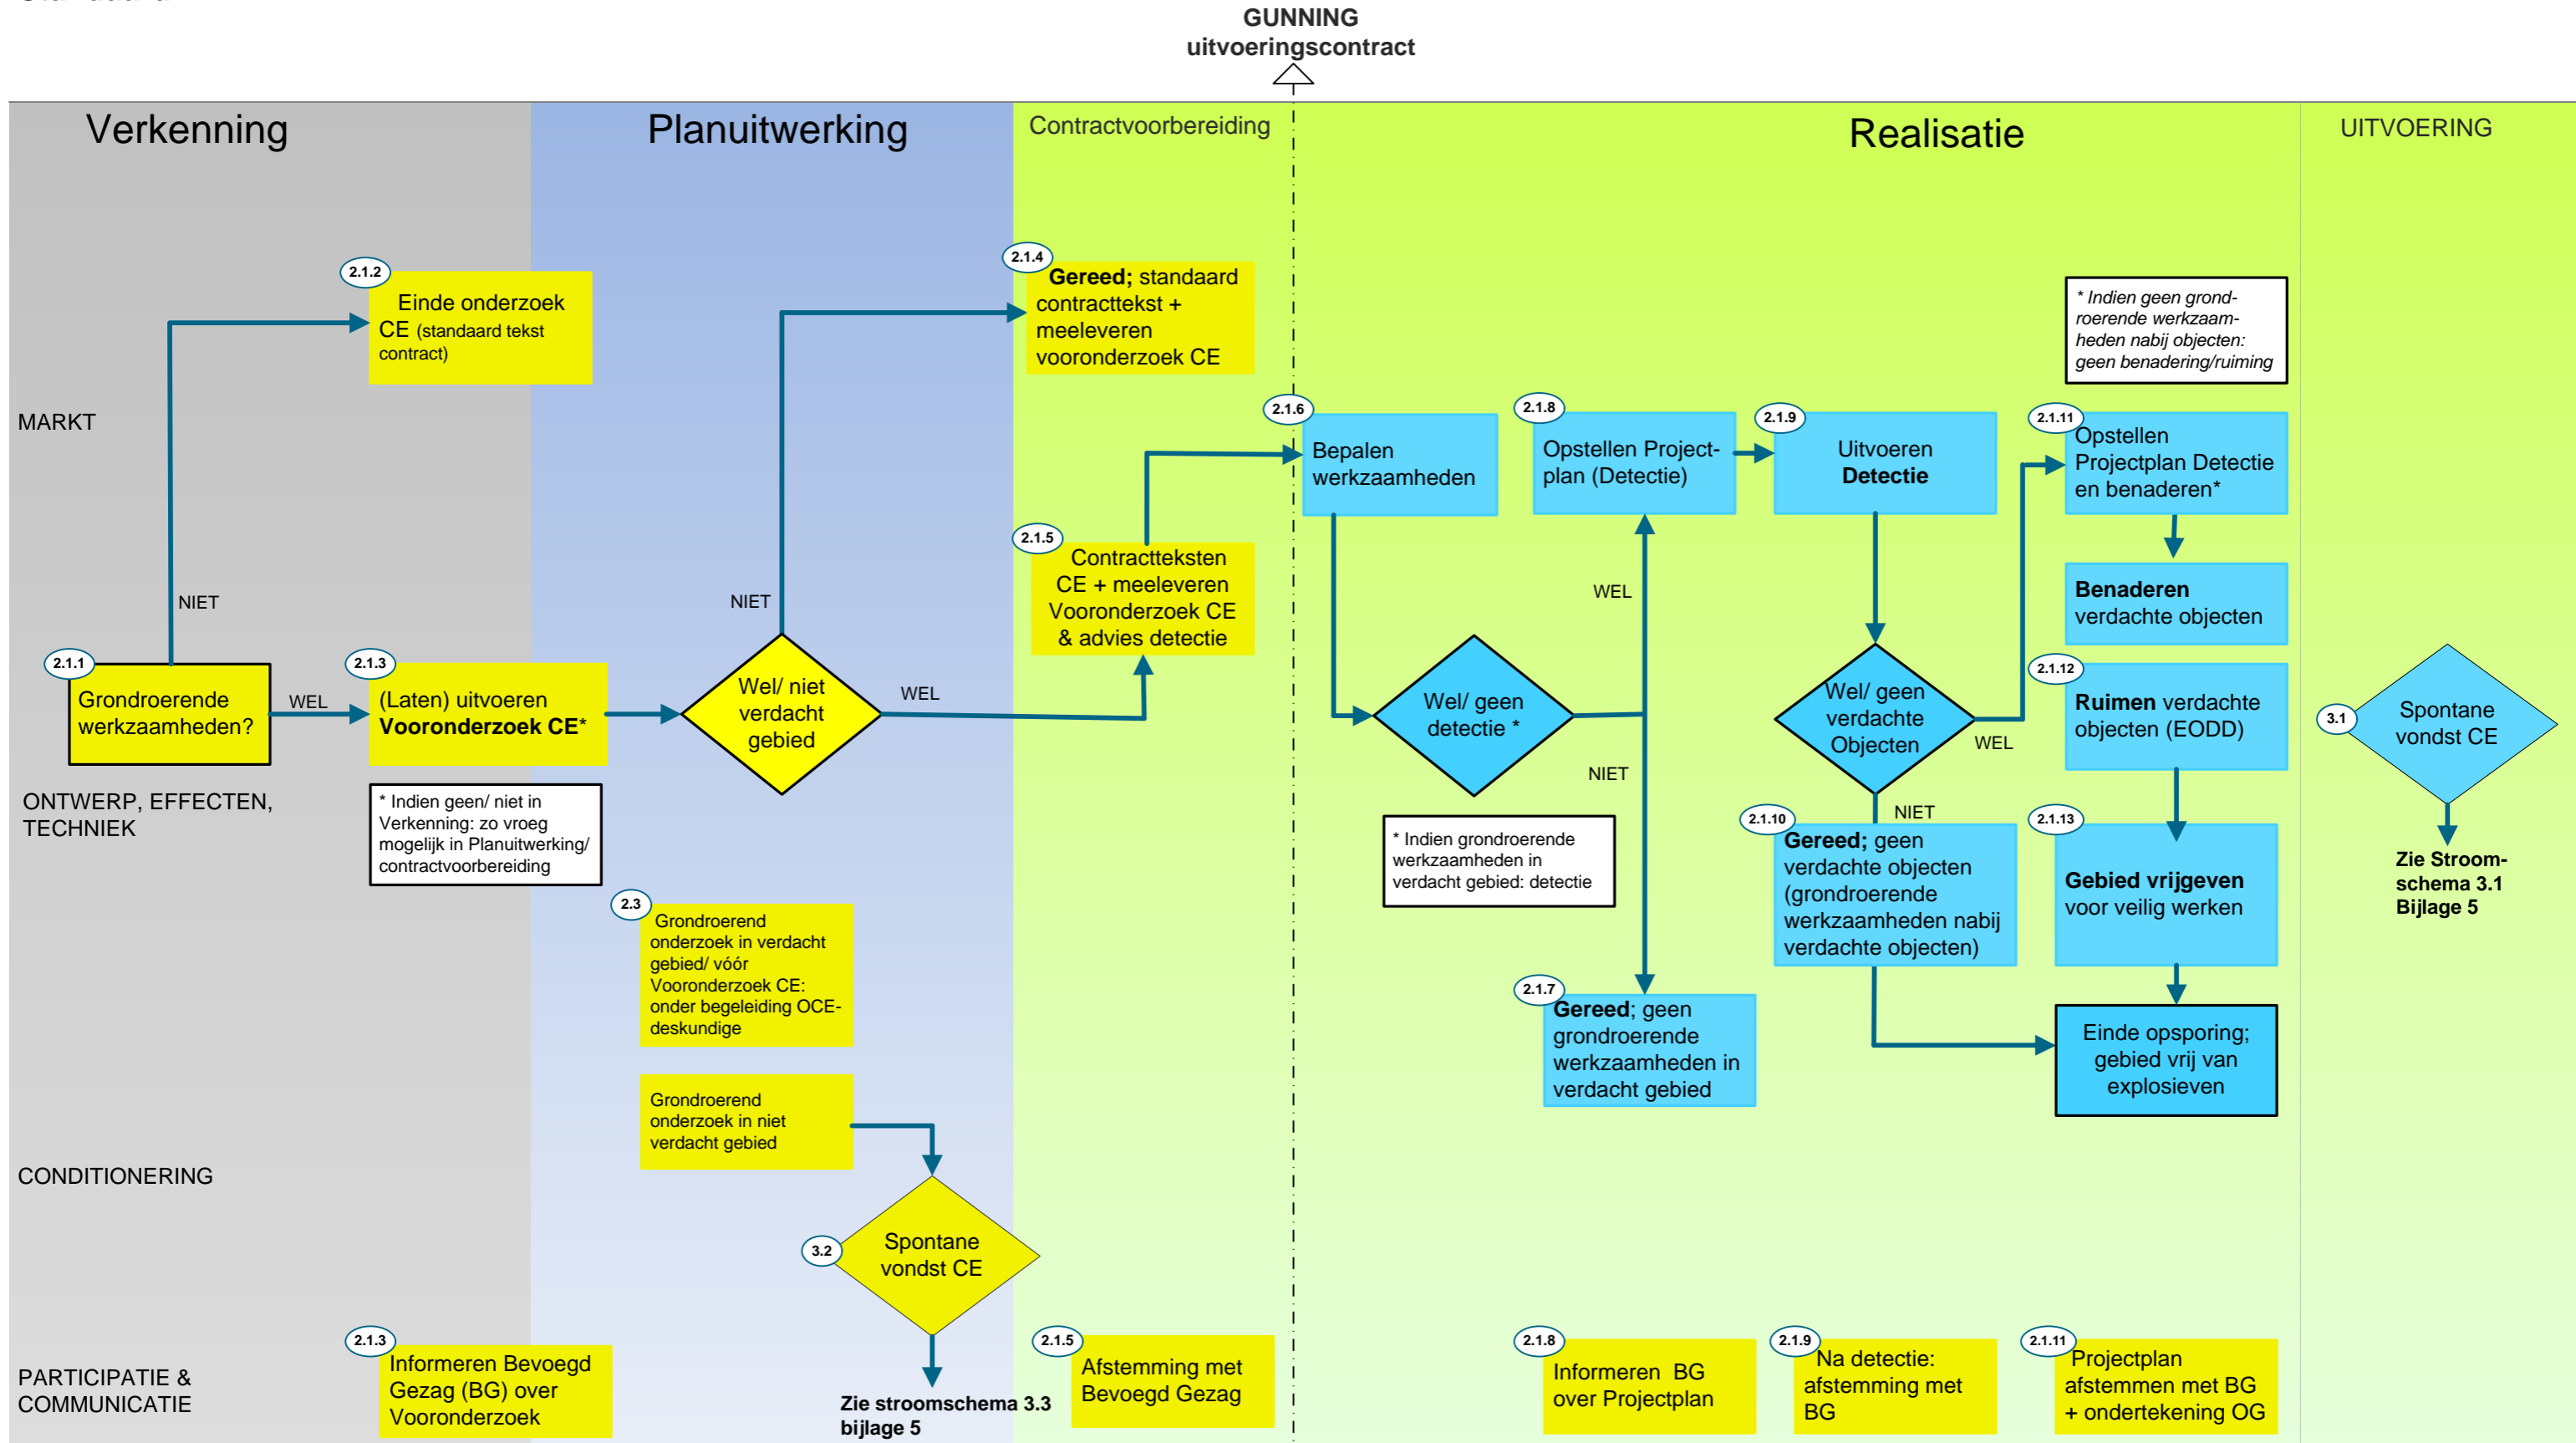 GUNNING
uitvoeringscontract
Verkenning
Planuitwerking
Contractvoorbereiding
Realisatie
UITVOERING
2.1.2
Einde onderzoek
CE (standaard tekst
contract)
2.1.4
Gereed; standaard
contracttekst +
meeleveren
vooronderzoek CE
* Indien geen grond-
roerende werkzaam-
heden nabij objecten:
geen benadering/ruiming
MARKT
2.1.6
Bepalen
werkzaamheden
2.1.8
Opstellen Project-
plan (Detectie)
2.1.9
Uitvoeren
Detectie
2.1.11
Opstellen
Projectplan Detectie
en benaderen*
2.1.5
Contractteksten
CE + meeleveren
Vooronderzoek CE
& advies detectie
Benaderen
verdachte objecten
NIET
NIET
WEL
2.1.1
Grondroerende
werkzaamheden?
WEL
2.1.3
(Laten) uitvoeren
Vooronderzoek CE*
Wel/ niet
verdacht
gebied
WEL
Wel/ geen
detectie *
NIET
Wel/ geen
verdachte
Objecten
WEL
NIET
2.1.12
Ruimen verdachte
objecten (EODD)
3.1
Spontane
vondst CE
ONTWERP, EFFECTEN,
TECHNIEK
* Indien geen/ niet in
Verkenning: zo vroeg
mogelijk in Planuitwerking/
contractvoorbereiding
* Indien grondroerende
werkzaamheden in
verdacht gebied: detectie
2.1.10
Gereed; geen
verdachte objecten
(grondroerende
werkzaamheden nabij
verdachte objecten)
2.1.13
Gebied vrijgeven
voor veilig werken
Zie Stroom-
schema 3.1
Bijlage 5
2.3
Grondroerend
onderzoek in verdacht
gebied/ vóór
Vooronderzoek CE:
onder begeleiding OCE-
deskundige
2.1.7
Gereed; geen
grondroerende
werkzaamheden in
verdacht gebied
Einde opsporing;
gebied vrij van
explosieven
Grondroerend
onderzoek in niet
verdacht gebied
CONDITIONERING
3.2
Spontane
vondst CE
Zie stroomschema 3.3
bijlage 5
PARTICIPATIE &
COMMUNICATIE
2.1.3
Informeren Bevoegd
Gezag (BG) over
Vooronderzoek
2.1.5
Afstemming met
Bevoegd Gezag
2.1.8
Informeren BG
over Projectplan
2.1.9
Na detectie:
afstemming met
BG
2.1.11
Projectplan
afstemmen met BG
+ ondertekening OG